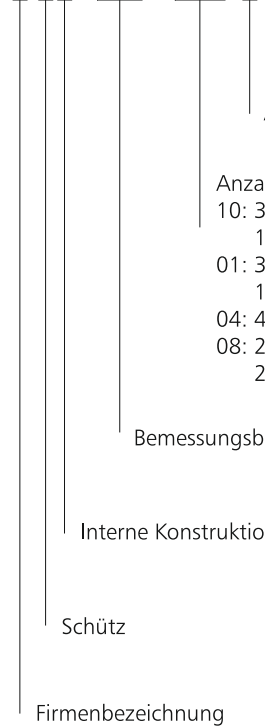 Anza
10: 3
1
01: 3
1
04: 4
08: 2
2
Bemessungsb
Interne Konstruktio
Schütz
Firmenbezeichnung